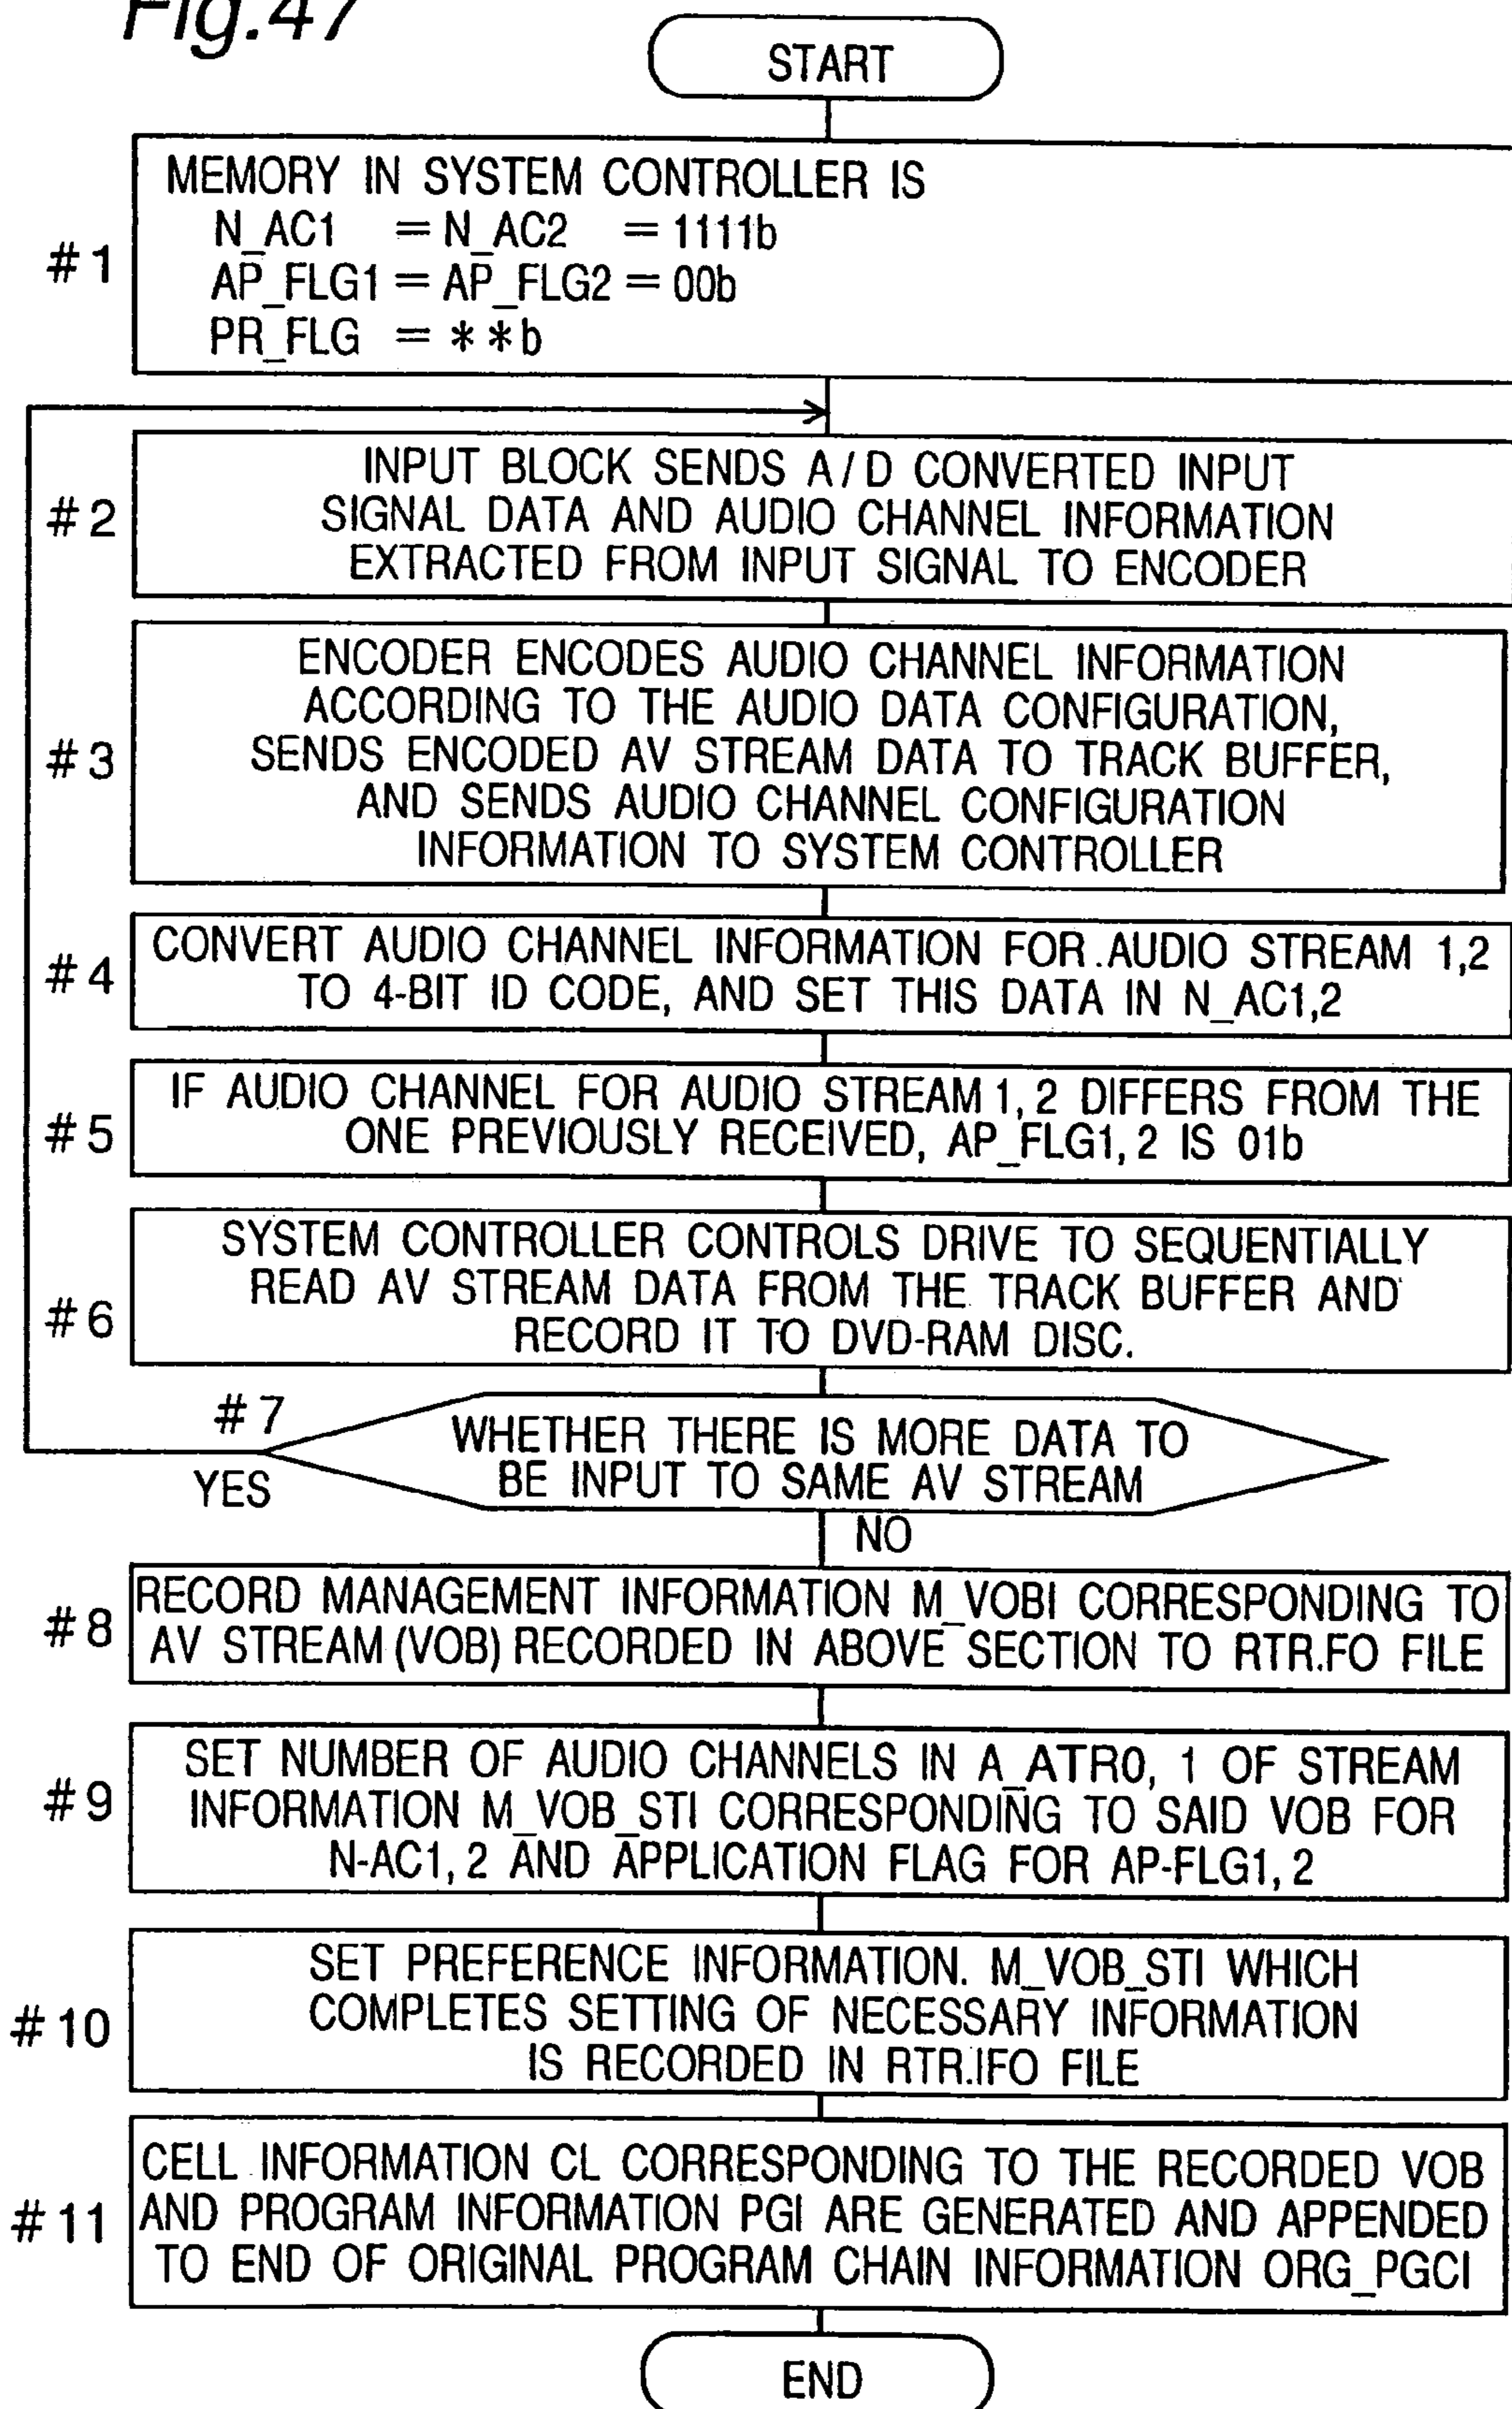 Fig.47
START
#1
MEMORY IN SYSTEM CONTROLLER IS
N_AC1 = N_AC2 = 1111b
AP_FLG1 = AP_FLG2 = 00b
PR_FLG = **b
#2
INPUT BLOCK SENDS A/D CONVERTED INPUT
SIGNAL DATA AND AUDIO CHANNEL INFORMATION
EXTRACTED FROM INPUT SIGNAL TO ENCODER
#3
ENCODER ENCODES AUDIO CHANNEL INFORMATION
ACCORDING TO THE AUDIO DATA CONFIGURATION,
SENDS ENCODED AV STREAM DATA TO TRACK BUFFER,
AND SENDS AUDIO CHANNEL CONFIGURATION
INFORMATION TO SYSTEM CONTROLLER
#4
CONVERT AUDIO CHANNEL INFORMATION FOR AUDIO STREAM 1,2
TO 4-BIT ID CODE, AND SET THIS DATA IN N_AC1,2
#5
IF AUDIO CHANNEL FOR AUDIO STREAM 1, 2 DIFFERS FROM THE
ONE PREVIOUSLY RECEIVED, AP_FLG1, 2 IS 01b
#6
SYSTEM CONTROLLER CONTROLS DRIVE TO SEQUENTIALLY
READ AV STREAM DATA FROM THE TRACK BUFFER AND
RECORD IT TO DVD-RAM DISC.
#7
WHETHER THERE IS MORE DATA TO
BE INPUT TO SAME AV STREAM
YES
NO
#8
RECORD MANAGEMENT INFORMATION M_VOBI CORRESPONDING TO
AV STREAM (VOB) RECORDED IN ABOVE SECTION TO RTR.FO FILE
#9
SET NUMBER OF AUDIO CHANNELS IN A_ATR0, 1 OF STREAM
INFORMATION M_VOB_STI CORRESPONDING TO SAID VOB FOR
N-AC1, 2 AND APPLICATION FLAG FOR AP-FLG1, 2
#10
SET PREFERENCE INFORMATION. M_VOB_STI WHICH
COMPLETES SETTING OF NECESSARY INFORMATION
IS RECORDED IN RTR.IFO FILE
#11
CELL INFORMATION CL CORRESPONDING TO THE RECORDED VOB
AND PROGRAM INFORMATION PGI ARE GENERATED AND APPENDED
TO END OF ORIGINAL PROGRAM CHAIN INFORMATION ORG_PGCI
END